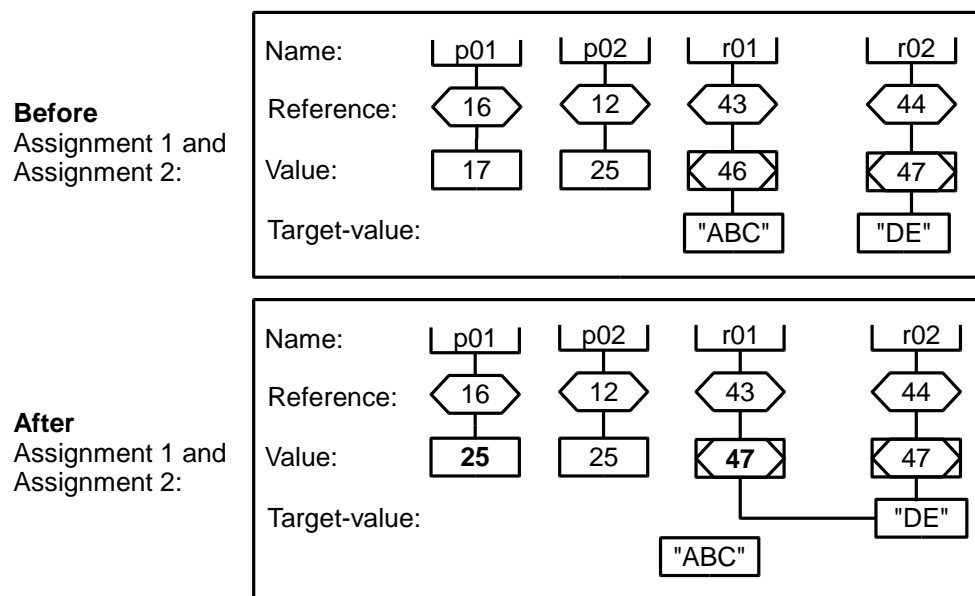 Name: p01 p02 r01 r02
Reference: 16 12 43 44
Before
Assignment 1 and
Assignment 2:
Value: 17 25 46 47
Target-value: "ABC" "DE"
Name: p01 p02 r01 r02
Reference: 16 12 43 44
After
Assignment 1 and
Assignment 2:
Value: 25 25 47 47
Target-value: "DE"
"ABC"